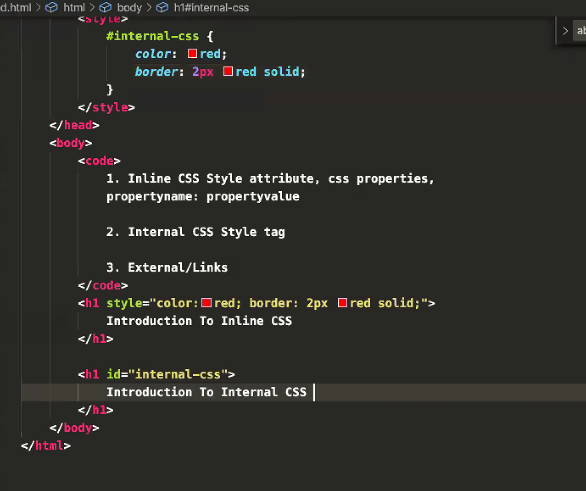 d.html > html > body > h1#internal-css
<style>
#internal-css {
color: red;
border: 2px red solid;
}
</style>
</head>
<body>
<code>
1. Inline CSS Style attribute, css properties,
propertyname: propertyvalue
2. Internal CSS Style tag
3. External/Links
</code>
<h1 style="color: red; border: 2px red solid;">
Introduction To Inline CSS
</h1>
<h1 id="internal-css">
Introduction To Internal CSS
</h1>
</body>
</html>